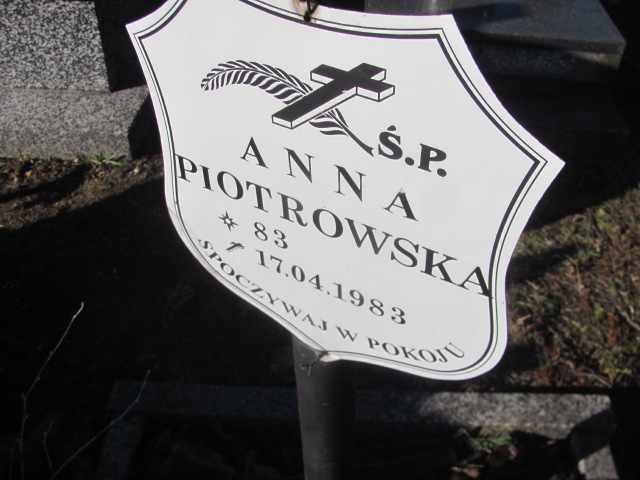 Ś.P.
ANNA
PIOTROWSKA
83
17.04.1983
SPOCZYWAJ W POKOJU